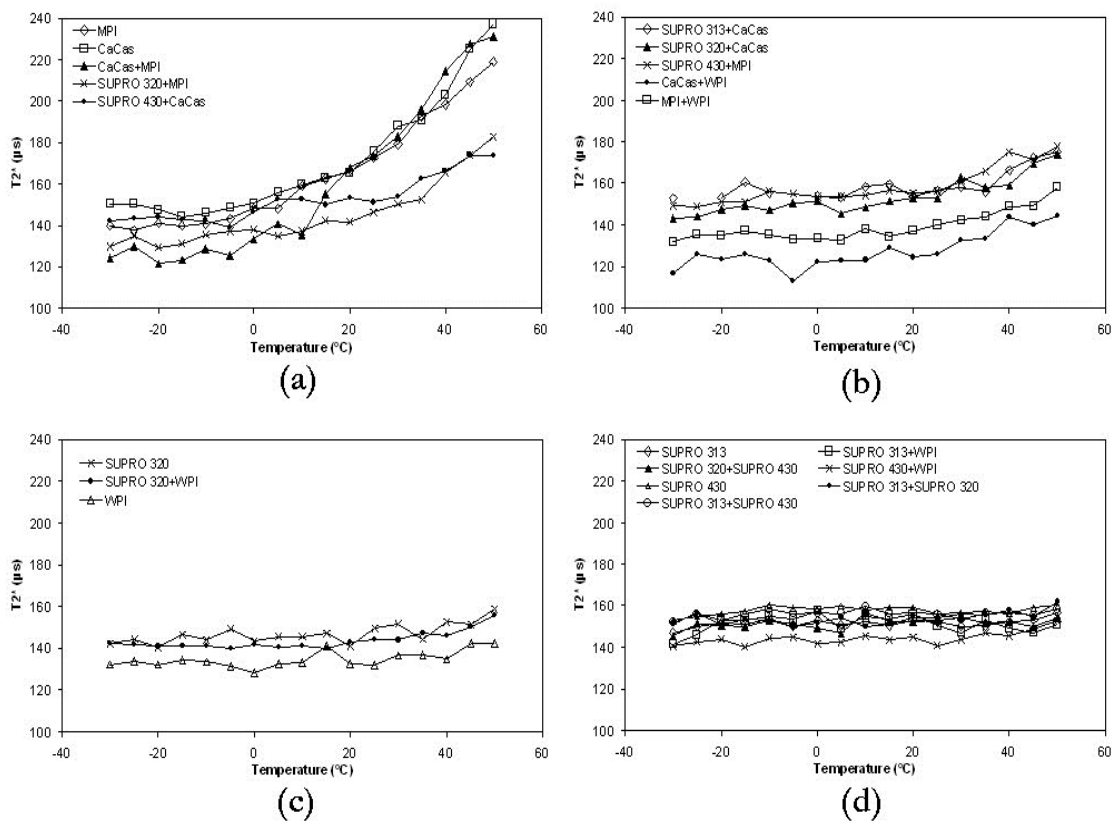 240
220
200
180
160
140
120
100
T2* (µs)
MPI
CaCas
CaCas+MPI
SUPRO 320+MPI
SUPRO 430+CaCas
-40 -20 0 20 40 60
Temperature (°C)
(a)
240
220
200
180
160
140
120
100
T2* (µs)
SUPRO 313+CaCas
SUPRO 320+CaCas
SUPRO 430+MPI
CaCas+WPI
MPI+WPI
-40 -20 0 20 40 60
Temperature (°C)
(b)
240
220
200
180
160
140
120
100
T2* (µs)
SUPRO 320
SUPRO 320+WPI
WPI
-40 -20 0 20 40 60
Temperature (°C)
(c)
240
220
200
180
160
140
120
100
T2* (µs)
SUPRO 313 SUPRO 313+WPI
SUPRO 320+SUPRO 430 SUPRO 430+WPI
SUPRO 430 SUPRO 313+SUPRO 320
SUPRO 313+SUPRO 430
-40 -20 0 20 40 60
Temperature (°C)
(d)